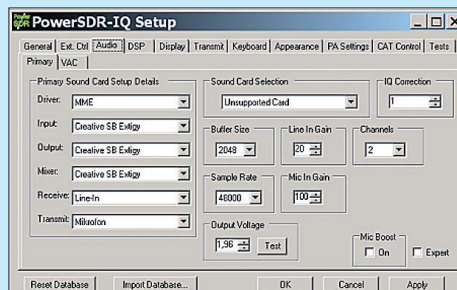 PowerSDR-IQ Setup
General Ext. Ctrl Audio DSP Display Transmit Keyboard Appearance PA Settings CAT Control Tests
Primary VAC
Primary Sound Card Setup Details
Driver: MME
Input: Creative SB Extigy
Output: Creative SB Extigy
Mixer: Creative SB Extigy
Receive: Line-In
Transmit: Mikrofon
Sound Card Selection
Unsupported Card
IQ Correction
1
Buffer Size
2048
Line In Gain
20
Channels
2
Sample Rate
48000
Mic In Gain
100
Output Voltage
1,96 Test
Mic Boost
On
Expert
Reset Database Import Database... OK Cancel Apply